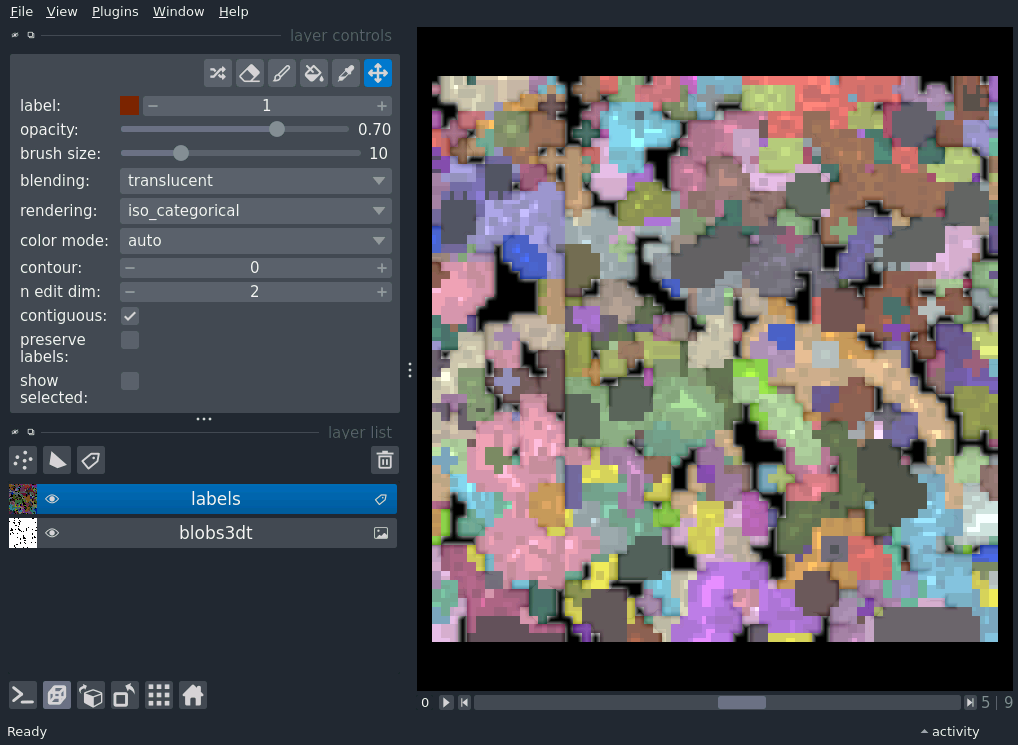 File View Plugins Window Help
layer controls
label: 1
opacity: 0.70
brush size: 10
blending: translucent
rendering: iso_categorical
color mode: auto
contour: 0
n edit dim: 2
contiguous:
preserve
labels:
show
selected:
layer list
labels
blobs3dt
0 5 | 9
Ready activity